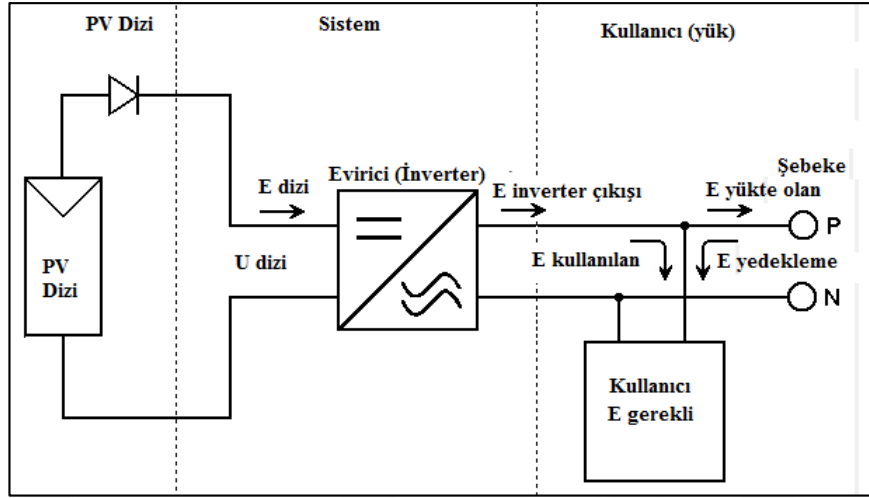 PV Dizi
Sistem
Kullanıcı (yük)
Evirici (İnverter)
Şebeke
E dizi
E inverter çıkışı
E yükte olan
P
PV
Dizi
U dizi
E kullanılan
E yedekleme
N
Kullanıcı
E gerekli